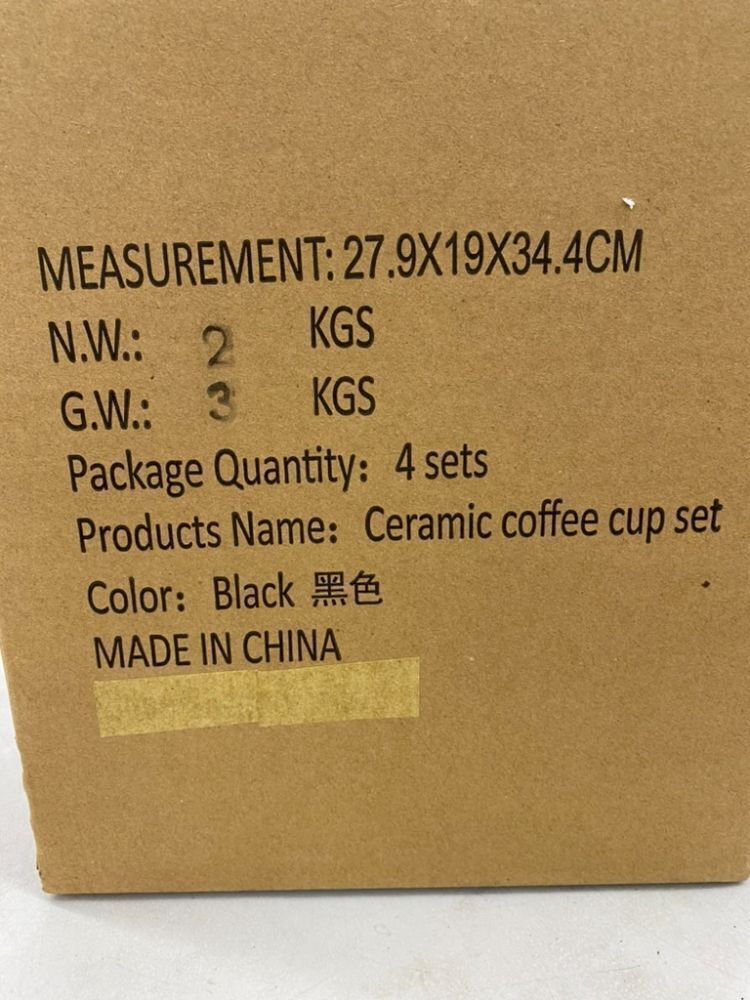 MEASUREMENT: 27.9X19X34.4CM
N.W.: 2 KGS
G.W.: 3 KGS
Package Quantity: 4 sets
Products Name: Ceramic coffee cup set
Color: Black 黑色
MADE IN CHINA